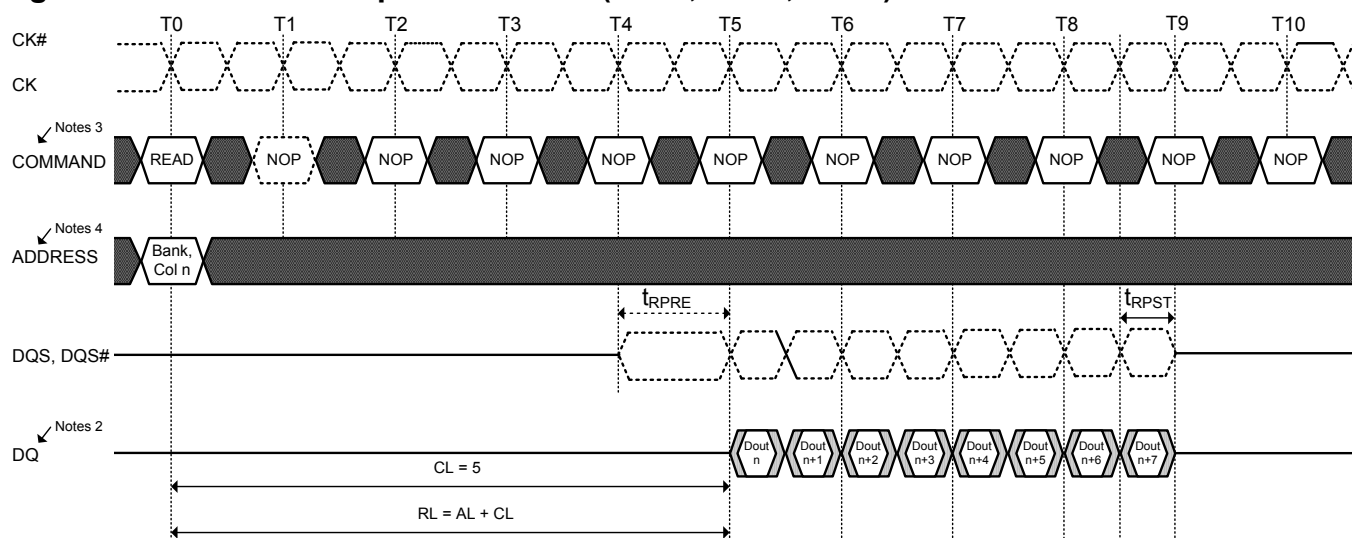 T0 T1 T2 T3 T4 T5 T6 T7 T8 T9 T10
CK#
CK
Notes 3
COMMAND READ NOP NOP NOP NOP NOP NOP NOP NOP NOP NOP
Notes 4
ADDRESS Bank, Col n
tRPRE tRPST
DQS, DQS#
Notes 2
DQ Dout n Dout n+1 Dout n+2 Dout n+3 Dout n+4 Dout n+5 Dout n+6 Dout n+7
CL = 5
RL = AL + CL